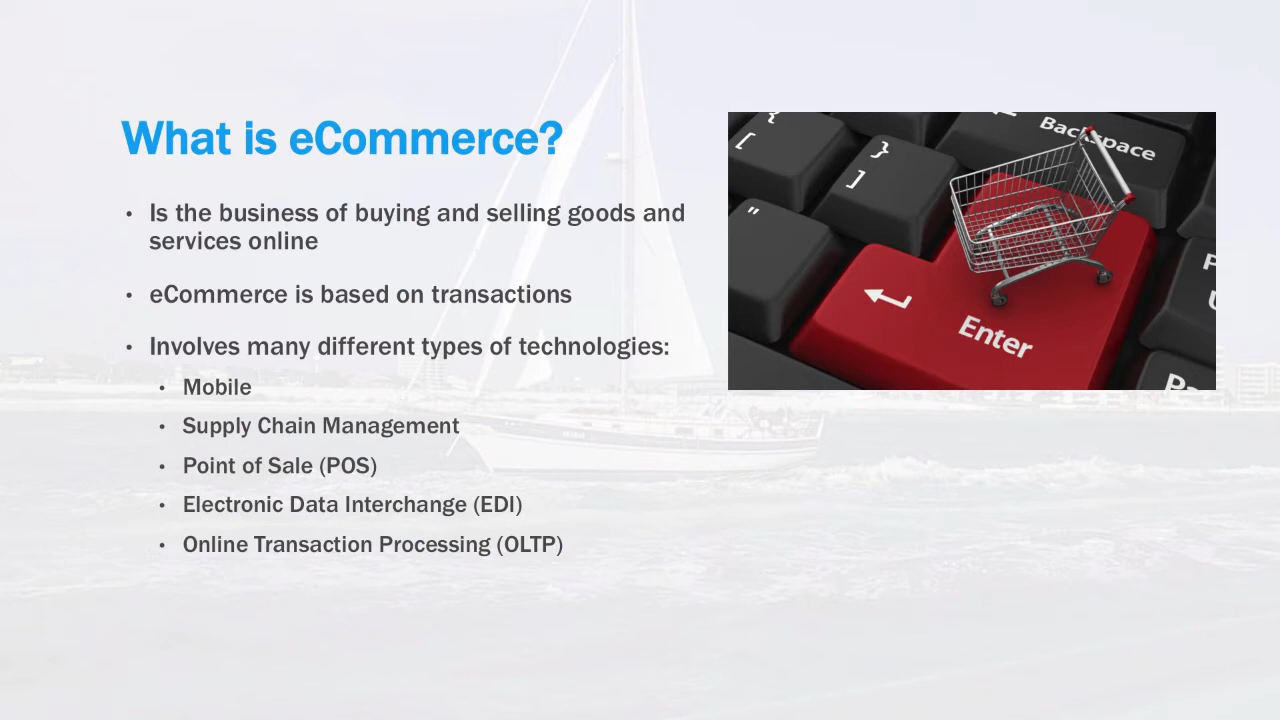 What is eCommerce?
• Is the business of buying and selling goods and
services online
• eCommerce is based on transactions
• Involves many different types of technologies:
• Mobile
• Supply Chain Management
• Point of Sale (POS)
• Electronic Data Interchange (EDI)
• Online Transaction Processing (OLTP)
{
[
}
]
Backspace
"
Enter